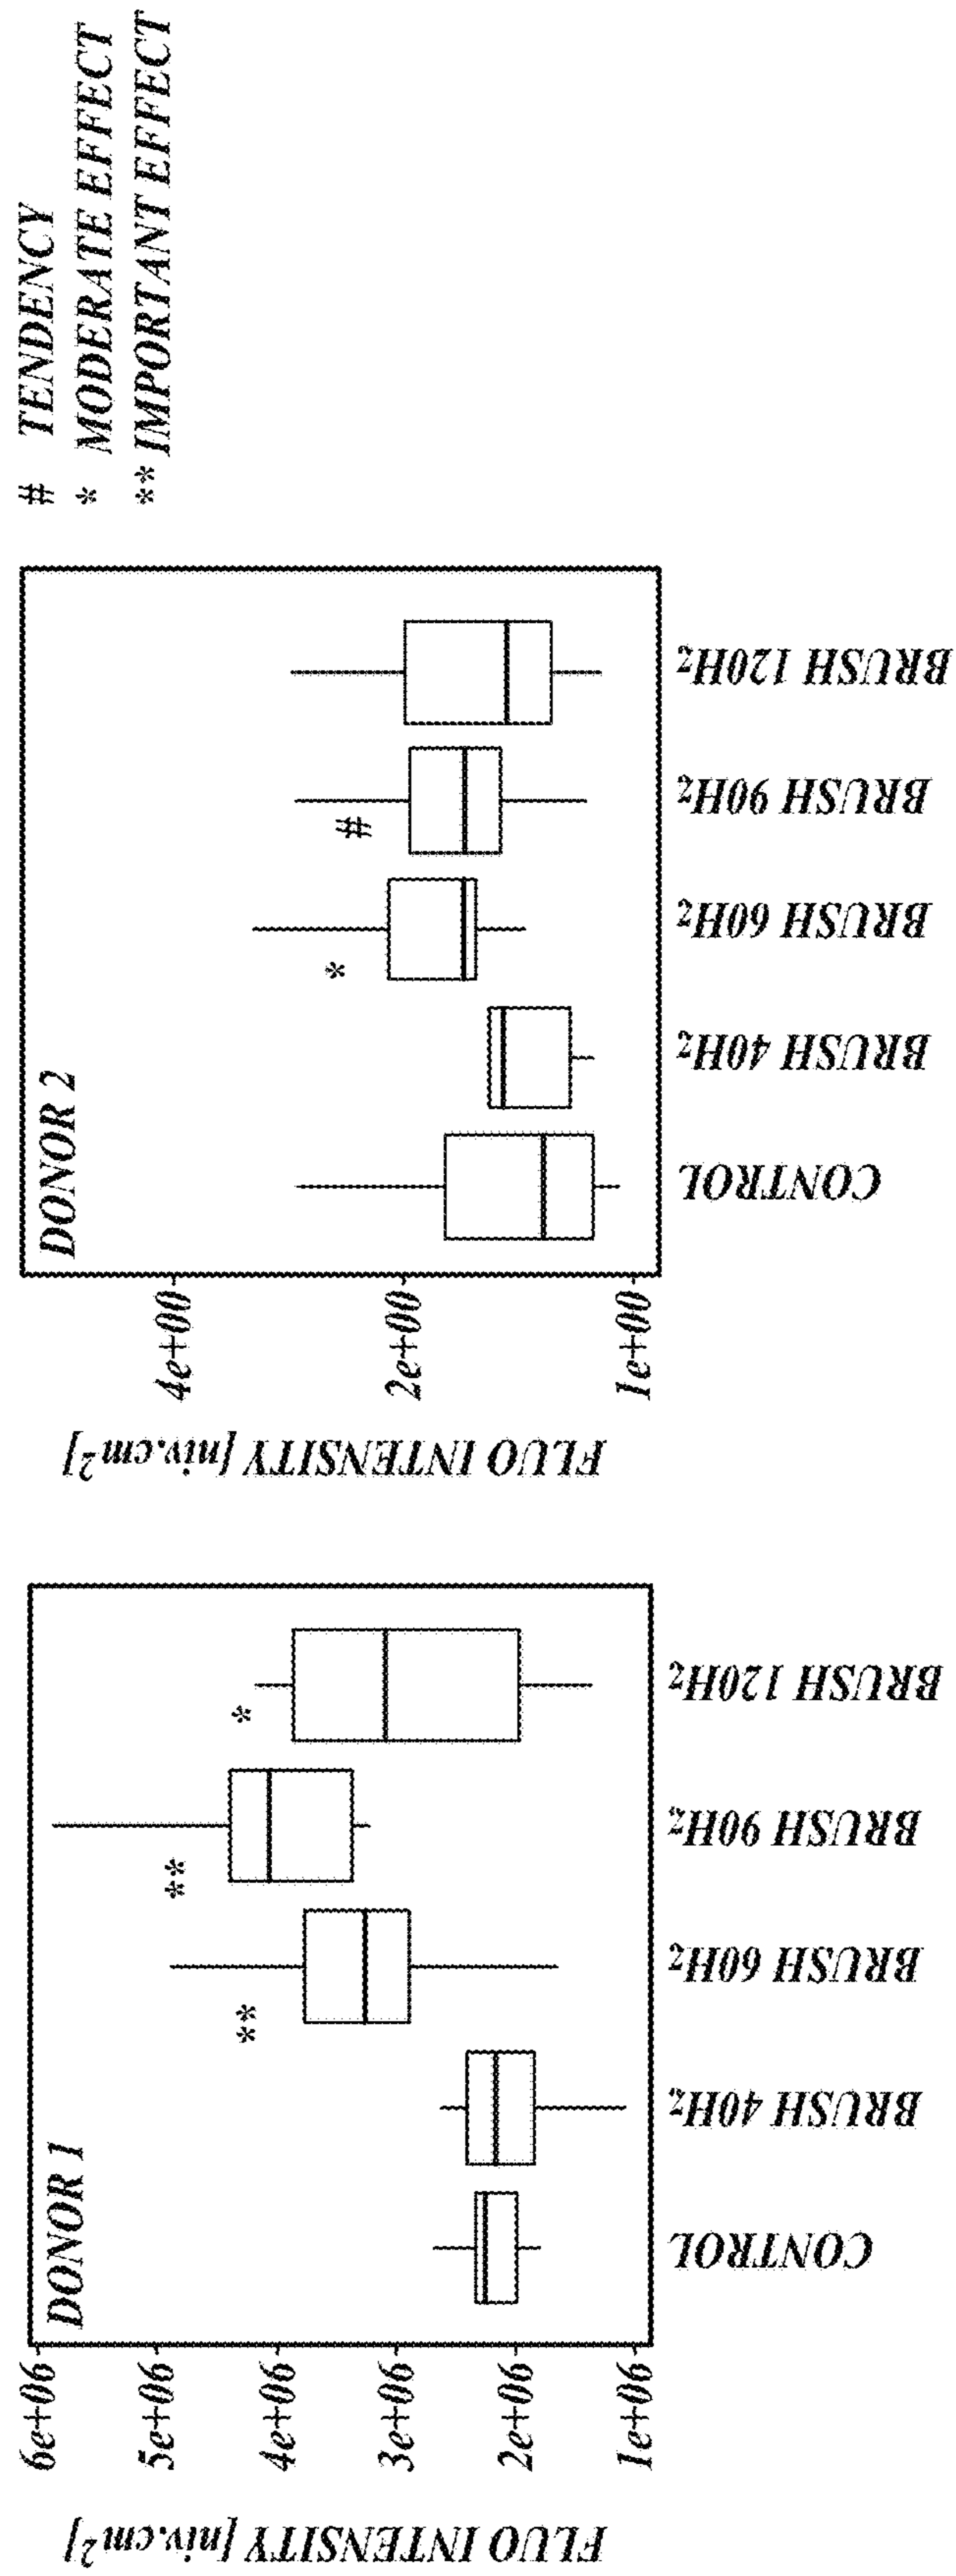 DONOR 1
FLUO INTENSITY [niv.cm²]
6e+06
5e+06
4e+06
3e+06
2e+06
1e+06
**
**
*
CONTROL
BRUSH 40Hz
BRUSH 60Hz
BRUSH 90Hz
BRUSH 120Hz
DONOR 2
FLUO INTENSITY [niv.cm²]
4e+00
2e+00
1e+00
*
#
CONTROL
BRUSH 40Hz
BRUSH 60Hz
BRUSH 90Hz
BRUSH 120Hz
# TENDENCY
* MODERATE EFFECT
** IMPORTANT EFFECT